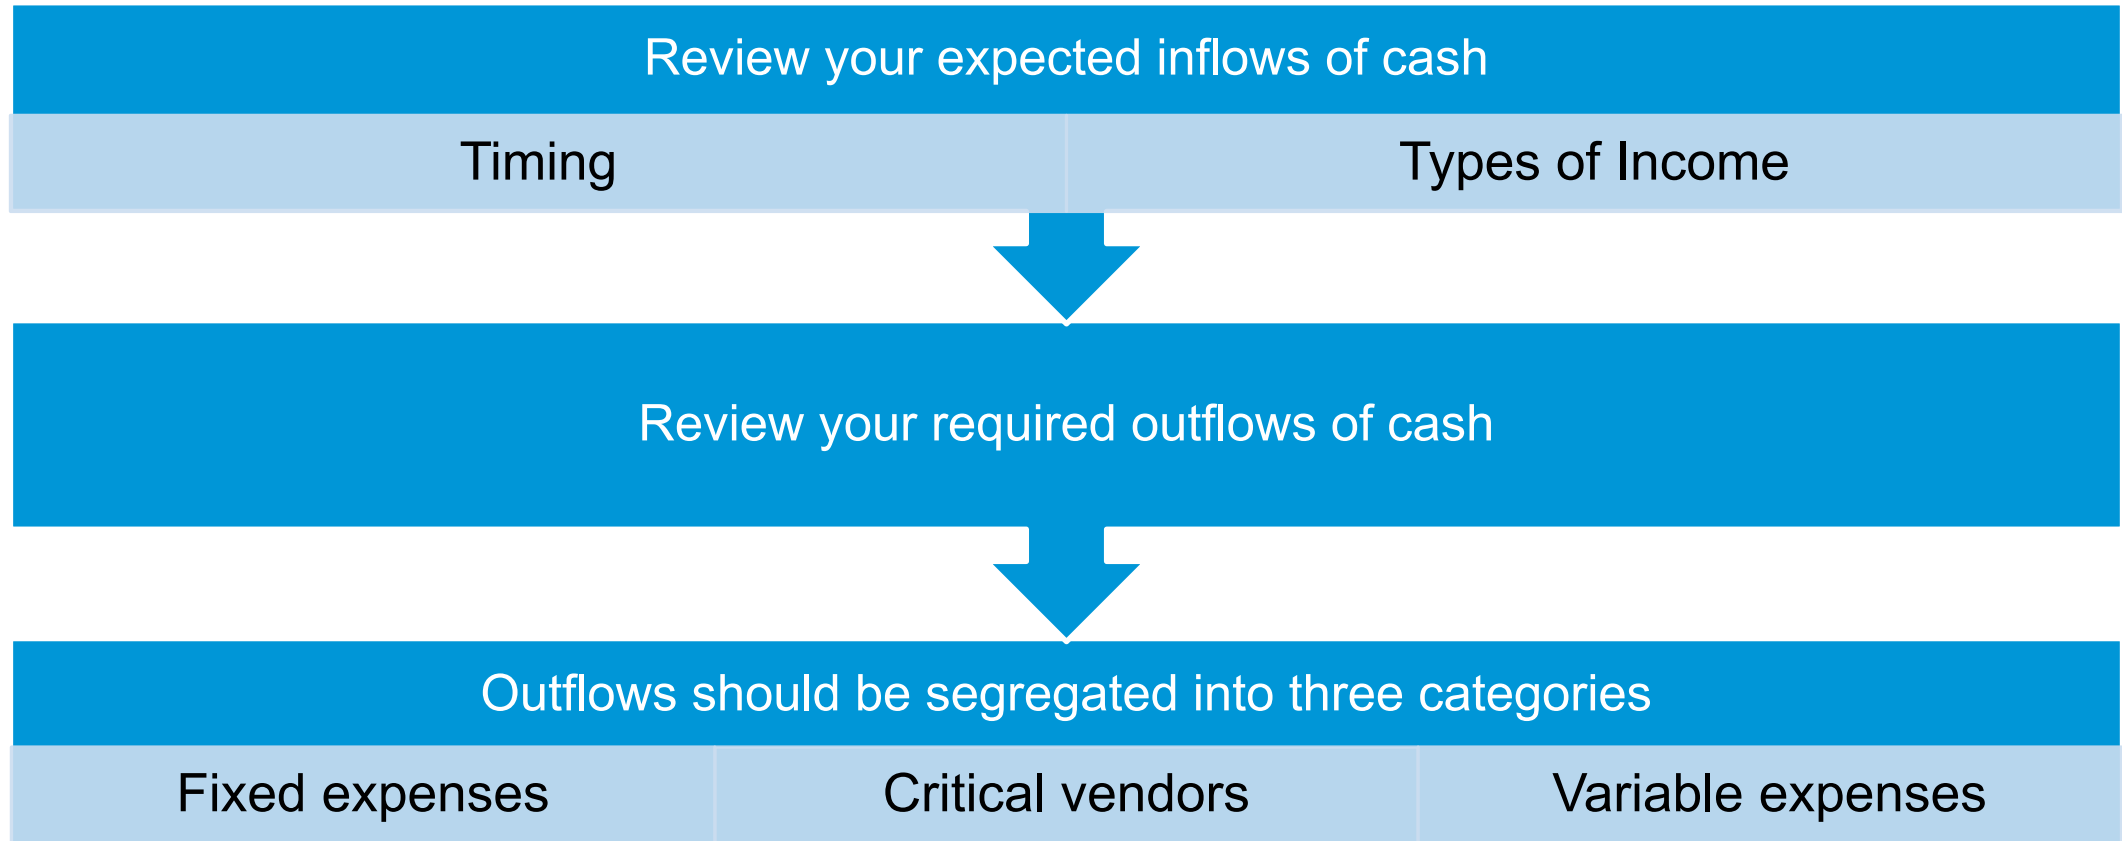 Review your expected inflows of cash
Timing
Types of Income
Review your required outflows of cash
Outflows should be segregated into three categories
Fixed expenses
Critical vendors
Variable expenses